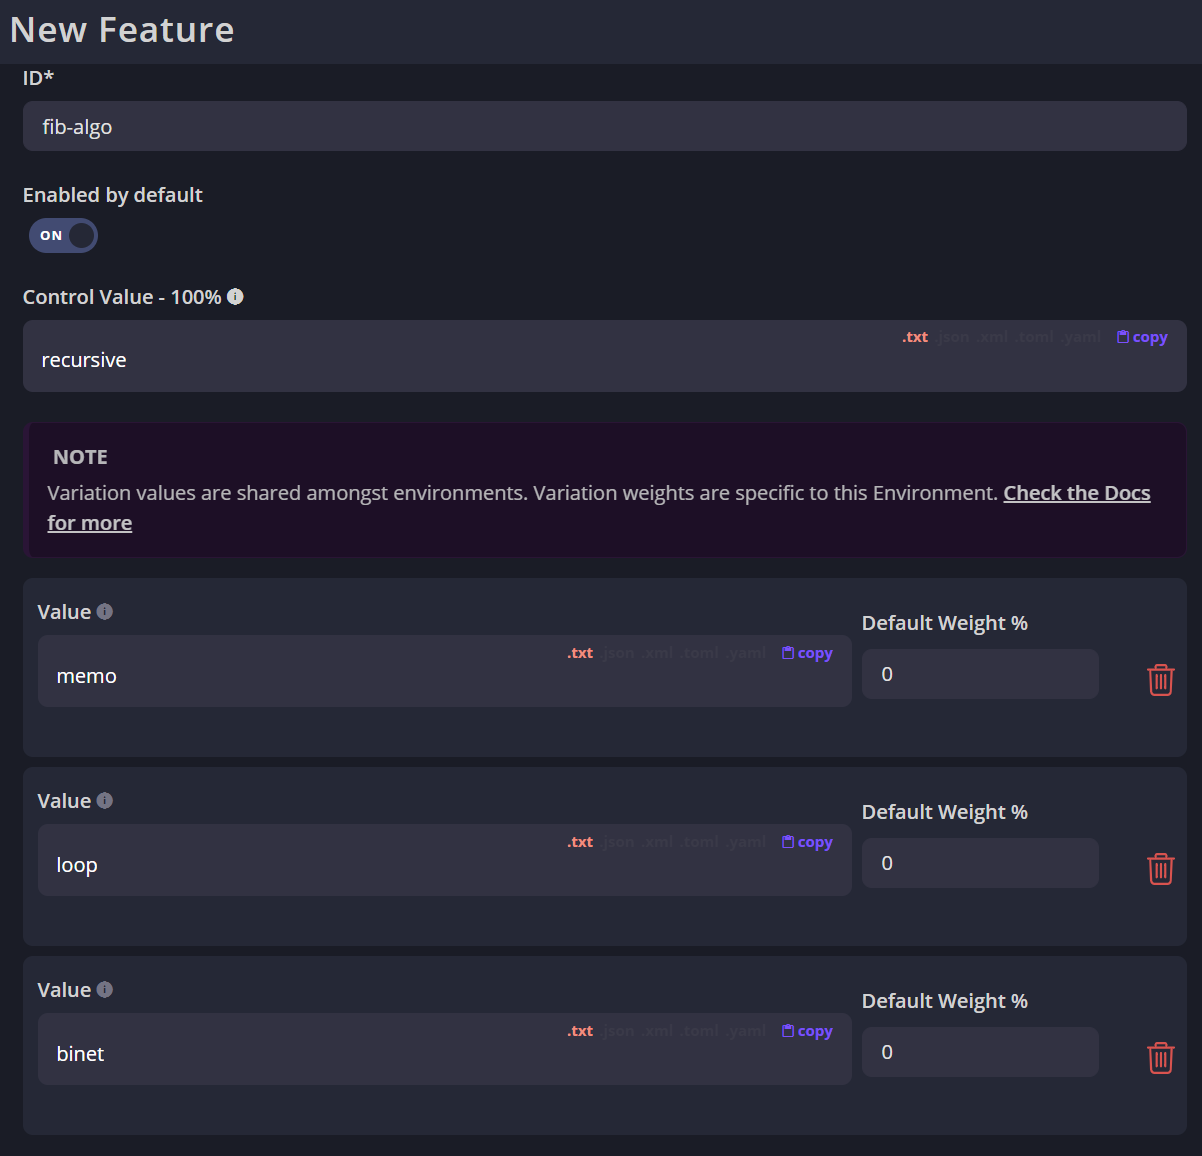 New Feature
ID*
fib-algo
Enabled by default
ON
Control Value - 100%
.txt .json .xml .toml .yaml copy
recursive
NOTE
Variation values are shared amongst environments. Variation weights are specific to this Environment. Check the Docs
for more
Value
Default Weight %
.txt .json .xml .toml .yaml copy
memo
0
Value
Default Weight %
.txt .json .xml .toml .yaml copy
loop
0
Value
Default Weight %
.txt .json .xml .toml .yaml copy
binet
0